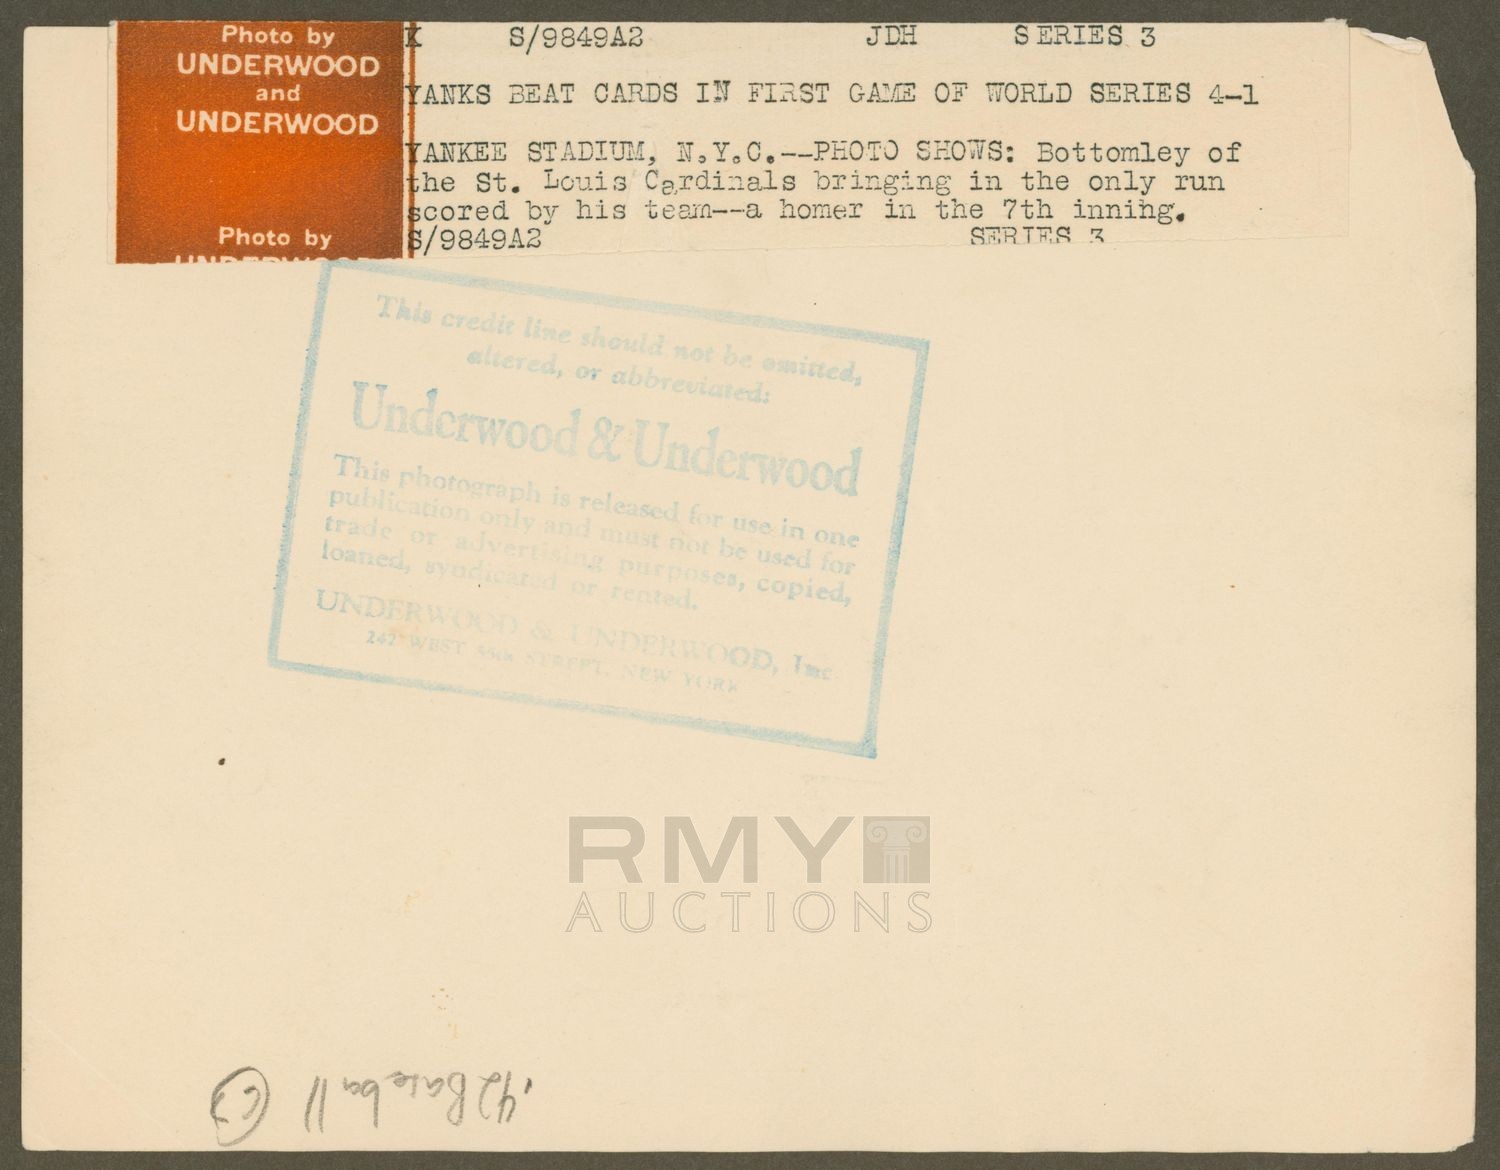 Photo by
UNDERWOOD
and
UNDERWOOD
Photo by
UNDERWOOD
K S/9849A2 JDH SERIES 3
YANKS BEAT CARDS IN FIRST GAME OF WORLD SERIES 4-1
YANKEE STADIUM, N.Y.C.--PHOTO SHOWS: Bottomley of
the St. Louis Cardinals bringing in the only run
scored by his team--a homer in the 7th inning.
S/9849A2 SERIES 3
This credit line should not be omitted,
altered, or abbreviated:
Underwood & Underwood
This photograph is released for use in one
publication only and must not be used for
trade or advertising purposes, copied,
loaned, syndicated or rented.
UNDERWOOD & UNDERWOOD, Inc.
242 WEST 55th STREET, NEW YORK
RMY
AUCTIONS
Baseball